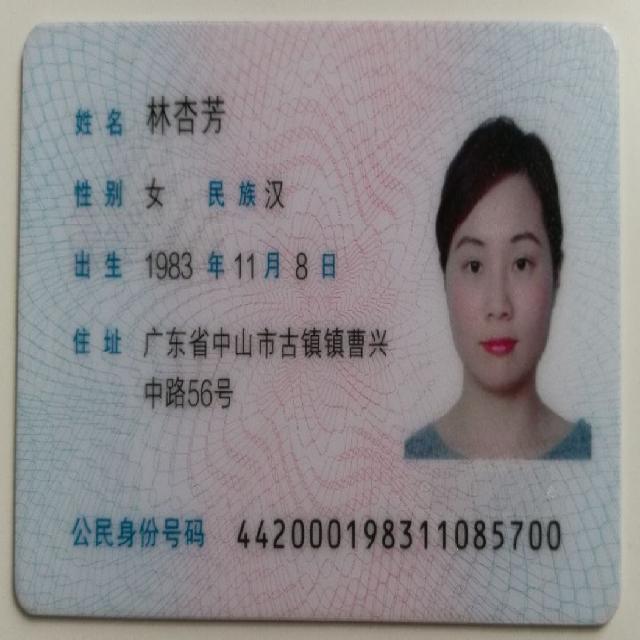 姓名 林杏芳
性别 女 民族 汉
出生 1983 年 11 月 8 日
住址 广东省中山市古镇镇曹兴
中路56号
公民身份号码 442000198311085700